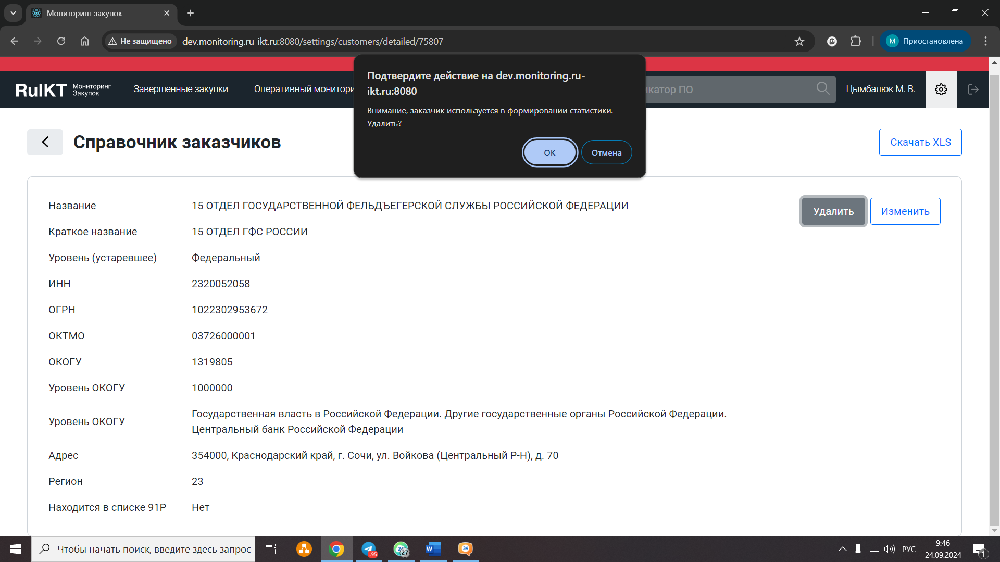 Мониторинг закупок
Не защищено
dev.monitoring.ru-ikt.ru:8080/settings/customers/detailed/75807
М
Приостановлена
Подтвердите действие на dev.monitoring.ru-
ikt.ru:8080
Внимание, заказчик используется в формировании статистики.
Удалить?
ОК
Отмена
RuIKT
Мониторинг
Закупок
Завершенные закупки
Оперативный монитори
катор ПО
Цымбалюк М. В.
Справочник заказчиков
Скачать XLS
Название
15 ОТДЕЛ ГОСУДАРСТВЕННОЙ ФЕЛЬДЪЕГЕРСКОЙ СЛУЖБЫ РОССИЙСКОЙ ФЕДЕРАЦИИ
Удалить
Изменить
Краткое название
15 ОТДЕЛ ГФС РОССИИ
Уровень (устаревшее)
Федеральный
ИНН
2320052058
ОГРН
1022302953672
ОКТМО
03726000001
ОКОГУ
1319805
Уровень ОКОГУ
1000000
Уровень ОКОГУ
Государственная власть в Российской Федерации. Другие государственные органы Российской Федерации.
Центральный банк Российской Федерации
Адрес
354000, Краснодарский край, г. Сочи, ул. Войкова (Центральный Р-Н), д. 70
Регион
23
Находится в списке 91Р
Нет
Чтобы начать поиск, введите здесь запрос
..95
24
27
W
24
РУС
9:46
24.09.2024
1